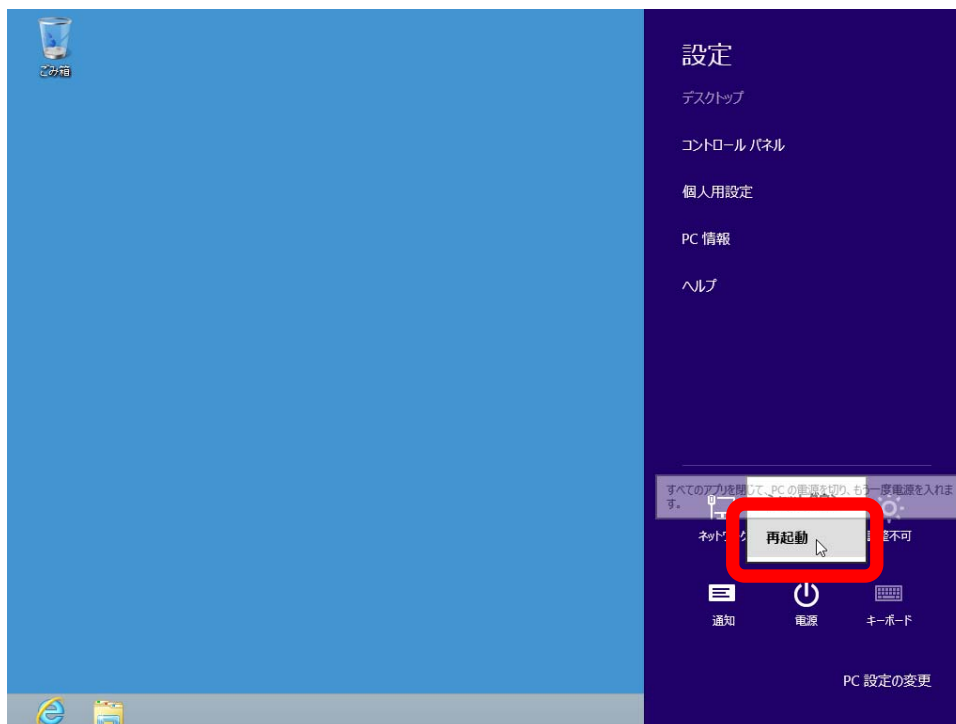 ごみ箱
設定
デスクトップ
コントロール パネル
個人用設定
PC 情報
ヘルプ
すべてのアプリを閉じて、PC の電源を切り、もう一度電源を入れま
す。
再起動
通知
電源
キーボード
PC 設定の変更